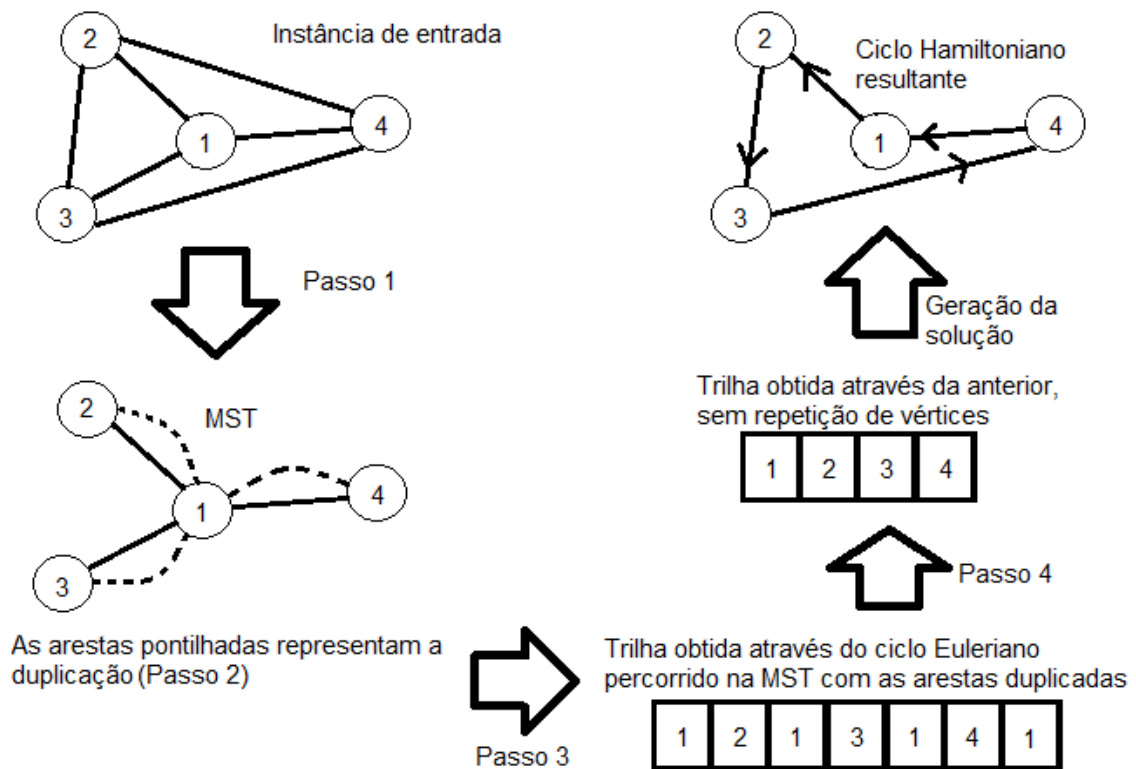 Instância de entrada
2
1
4
3
Passo 1
MST
2
1
4
3
As arestas pontilhadas representam a
duplicação (Passo 2)
Passo 3
Trilha obtida através do ciclo Euleriano
percorrido na MST com as arestas duplicadas
1 2 1 3 1 4 1
Passo 4
Trilha obtida através da anterior,
sem repetição de vértices
1 2 3 4
Geração da
solução
Ciclo Hamiltoniano
resultante
2
1
4
3